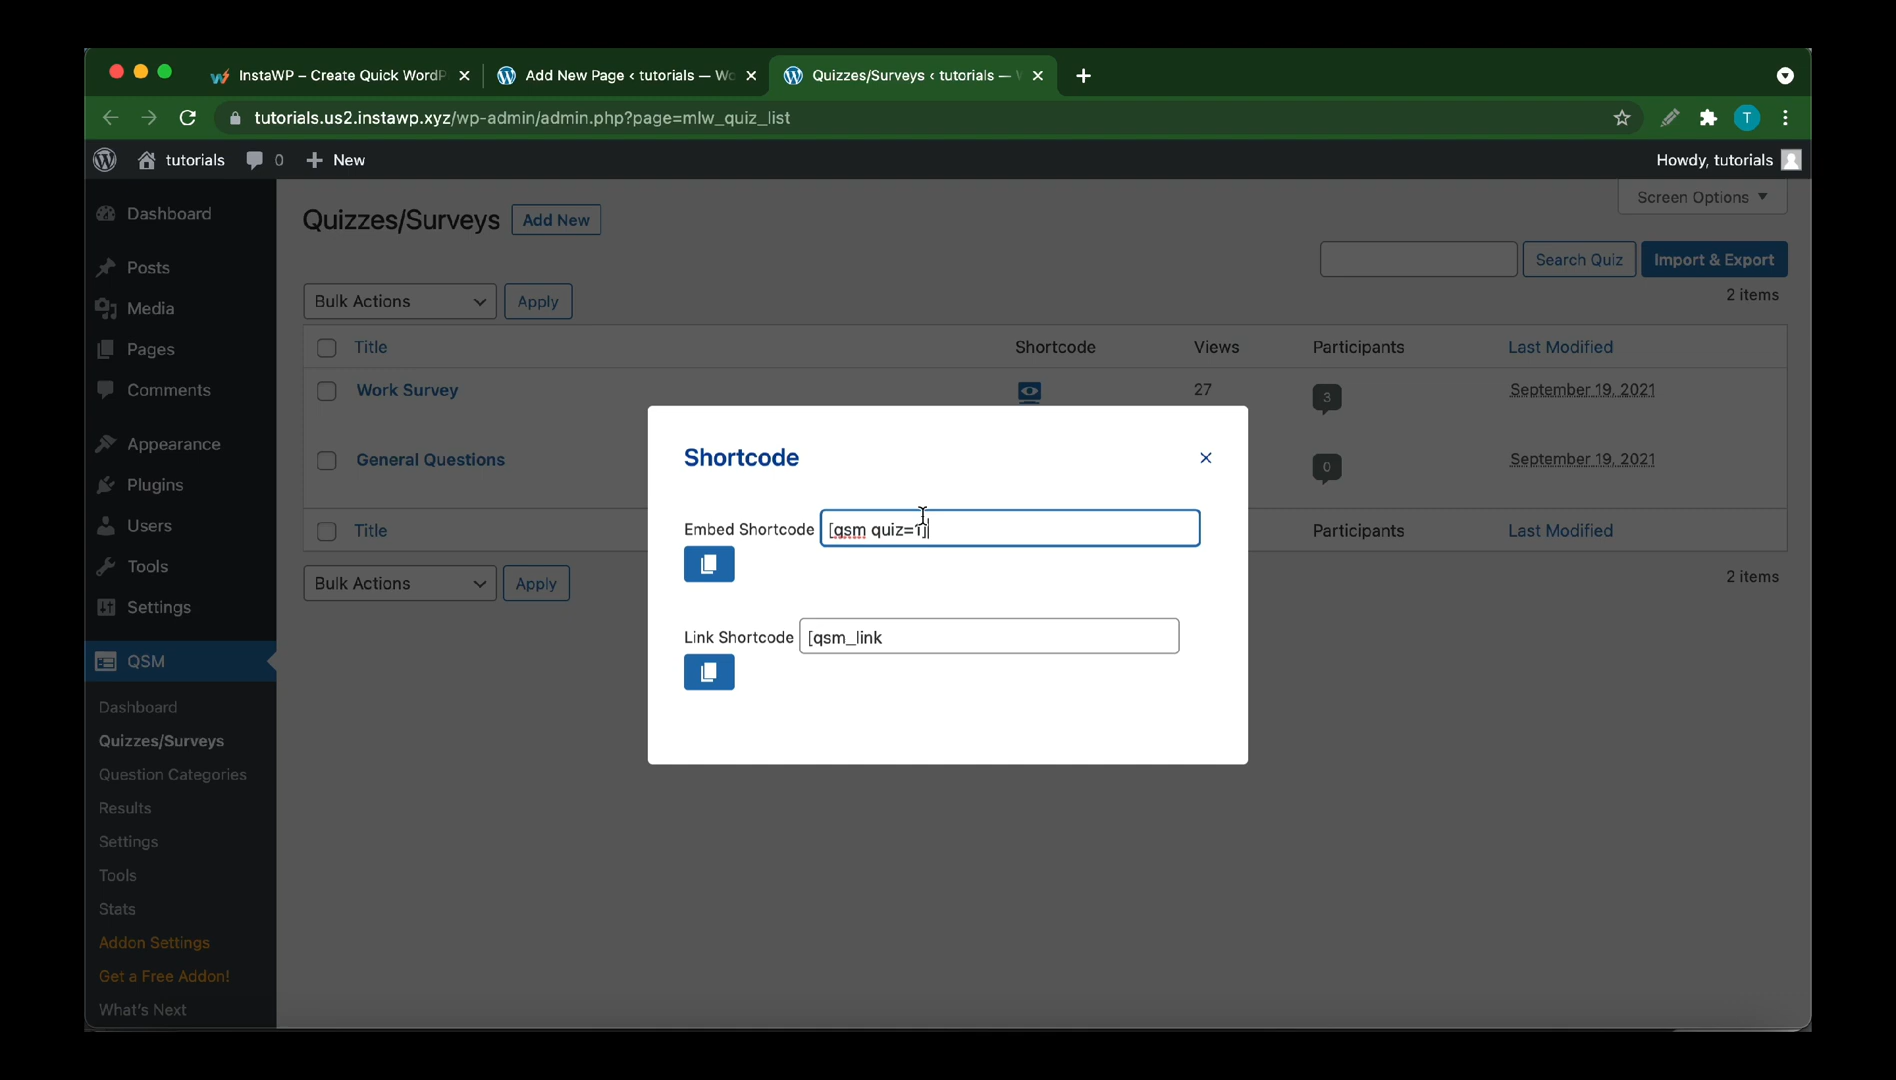 InstaWP – Create Quick WordP
Add New Page ‹ tutorials — Wo
Quizzes/Surveys ‹ tutorials —
tutorials.us2.instawp.xyz/wp-admin/admin.php?page=mlw_quiz_list
T
tutorials
0
New
Howdy, tutorials
Screen Options
Dashboard
Posts
Media
Pages
Comments
Appearance
Plugins
Users
Tools
Settings
QSM
Dashboard
Quizzes/Surveys
Question Categories
Results
Settings
Tools
Stats
Addon Settings
Get a Free Addon!
What's Next
Quizzes/Surveys
Add New
Search Quiz
Import & Export
Bulk Actions
Apply
2 items
Title
Shortcode
Views
Participants
Last Modified
Work Survey
27
3
September 19, 2021
General Questions
0
September 19, 2021
Title
Participants
Last Modified
Bulk Actions
Apply
2 items
Shortcode
Embed Shortcode
[qsm quiz=1]
Link Shortcode
[qsm_link